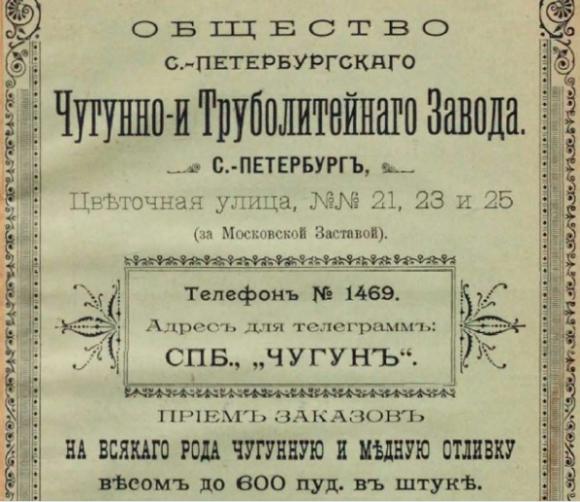 ОБЩЕСТВО
С.-ПЕТЕРБУРГСКАГО
Чугунно-и Труболитейнаго Завода.
С.-ПЕТЕРБУРГЪ,
Цвѣточная улица, №№ 21, 23 и 25
(за Московской Заставой).
Телефонъ № 1469.
Адресъ для телеграммъ:
СПБ., „ЧУГУНЪ“.
ПРІЕМЪ ЗАКАЗОВЪ
НА ВСЯКАГО РОДА ЧУГУННУЮ И МѢДНУЮ ОТЛИВКУ
вѣсомъ до 600 пуд. въ штукѣ.